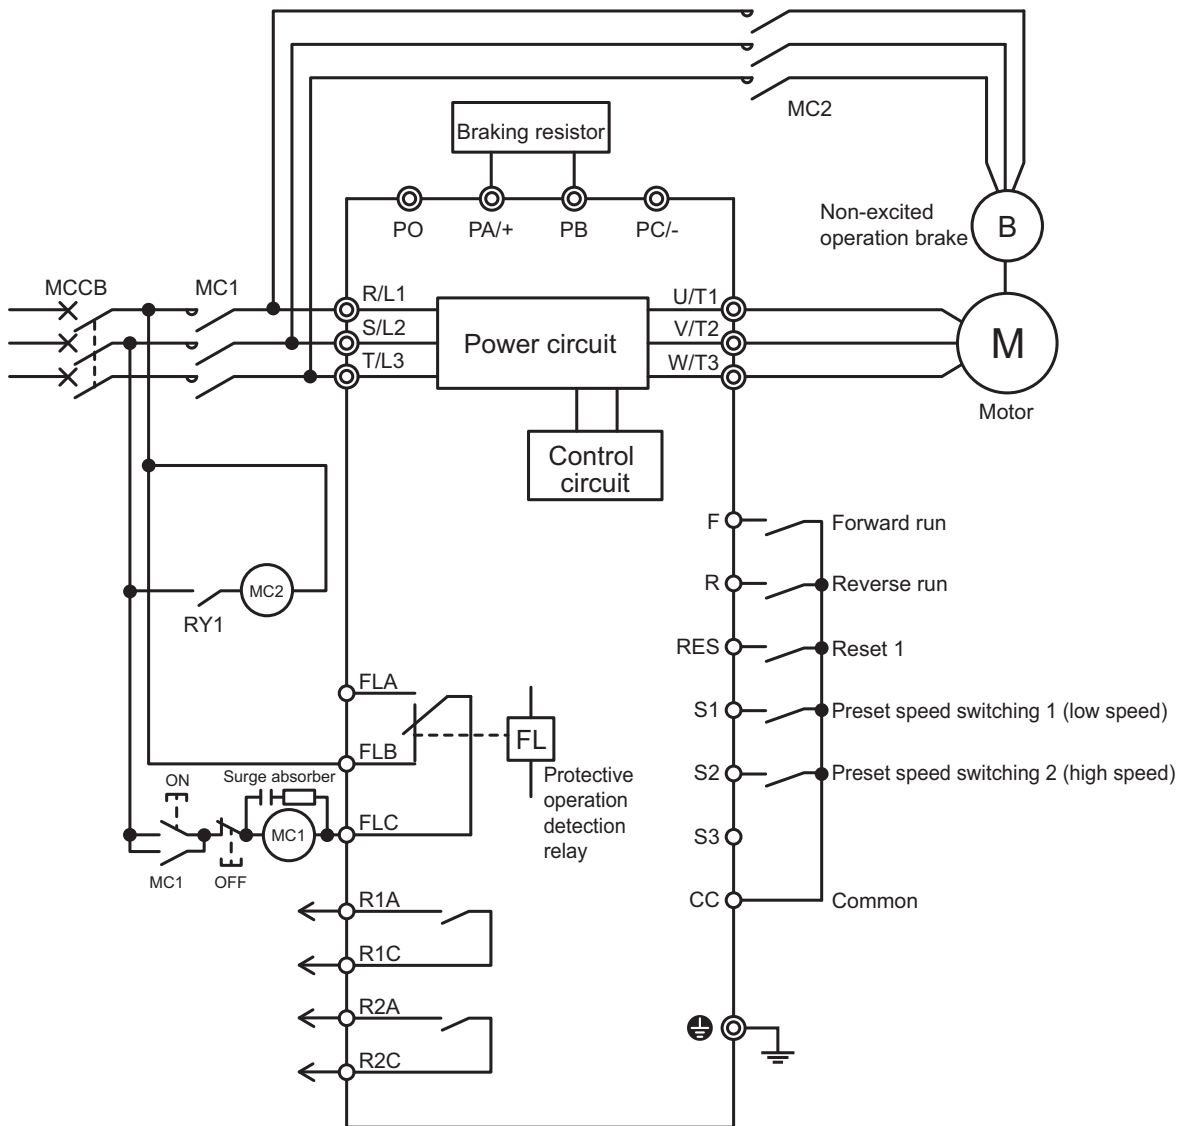 MC2
Braking resistor
PO
PA/+
PB
PC/-
Non-excited
operation brake
B
MCCB
MC1
R/L1
S/L2
T/L3
Power circuit
U/T1
V/T2
W/T3
M
Motor
Control
circuit
F
Forward run
R
Reverse run
MC2
RY1
RES
Reset 1
FLA
S1
Preset speed switching 1 (low speed)
FL
FLB
S2
Preset speed switching 2 (high speed)
Protective
operation
detection
relay
ON
Surge absorber
MC1
FLC
S3
MC1
OFF
R1A
CC
Common
R1C
R2A
R2C